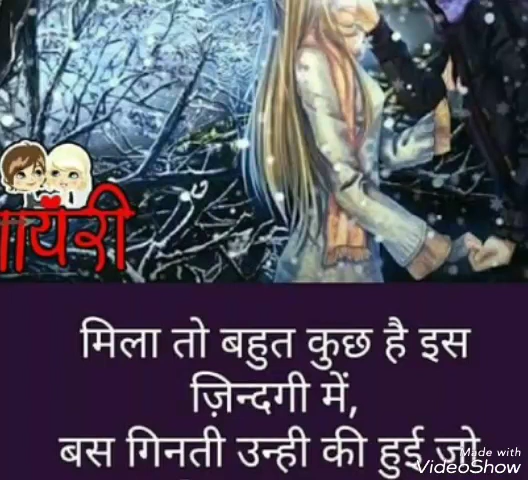 मिला तो बहुत कुछ है इस
ज़िन्दगी में,
बस गिनती उन्ही की हुई जो
Made with
VideoShow